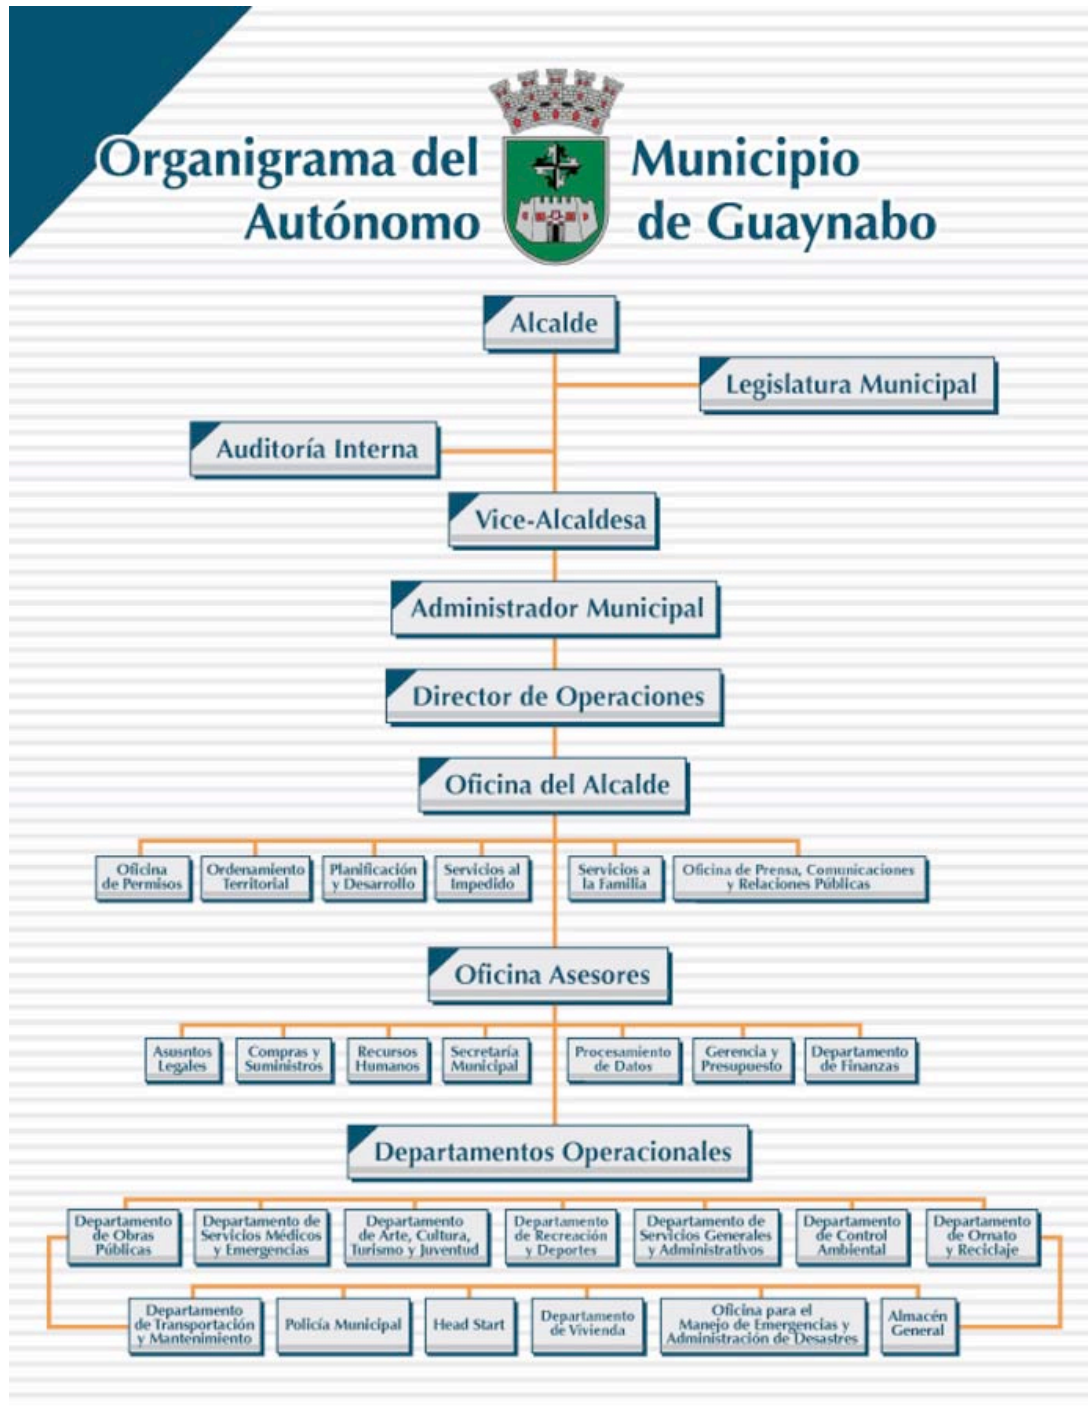 Organigrama del Municipio
Autónomo de Guaynabo
Alcalde
Legislatura Municipal
Auditoría Interna
Vice-Alcaldesa
Administrador Municipal
Director de Operaciones
Oficina del Alcalde
Oficina
de Permisos
Ordenamiento
Territorial
Planificación
y Desarrollo
Servicios al
Impedido
Servicios a
la Familia
Oficina de Prensa, Comunicaciones
y Relaciones Públicas
Oficina Asesores
Asusntos
Legales
Compras y
Suministros
Recursos
Humanos
Secretaría
Municipal
Procesamiento
de Datos
Gerencia y
Presupuesto
Departamento
de Finanzas
Departamentos Operacionales
Departamento
de Obras
Públicas
Departamento de
Servicios Médicos
y Emergencias
Departamento
de Arte, Cultura,
Turismo y Juventud
Departamento
de Recreación
y Deportes
Departamento de
Servicios Generales
y Administrativos
Departamento
de Control
Ambiental
Departamento
de Ornato
y Reciclaje
Departamento
de Transportación
y Mantenimiento
Policía Municipal
Head Start
Departamento
de Vivienda
Oficina para el
Manejo de Emergencias y
Administración de Desastres
Almacén
General